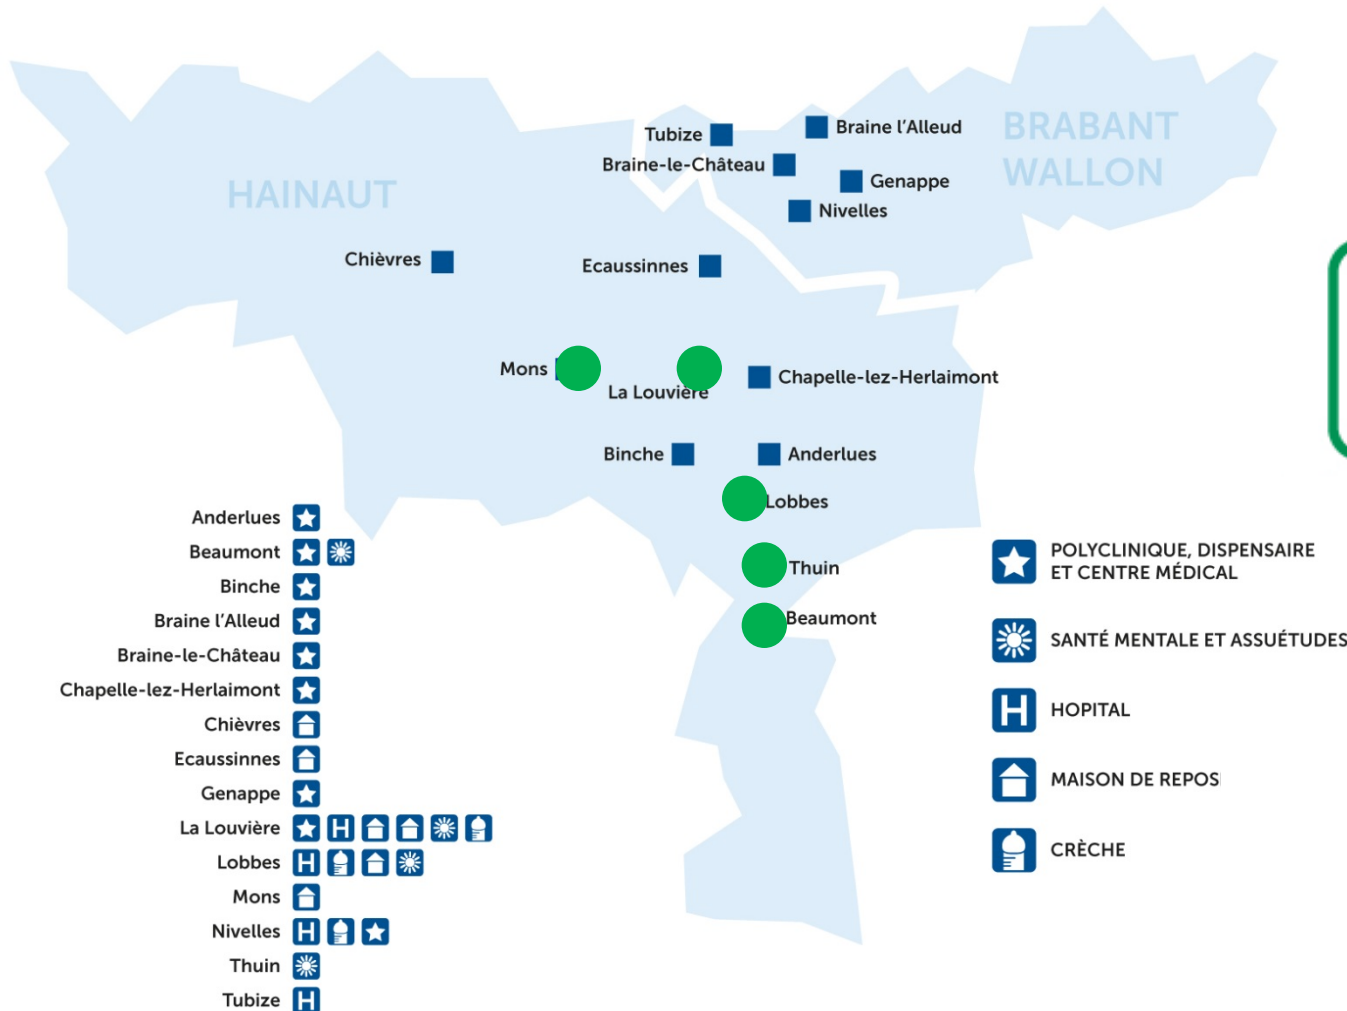 HAINAUT
BRABANT
WALLON
Tubize
Braine l'Alleud
Braine-le-Château
Genappe
Nivelles
Chièvres
Ecaussinnes
Mons
La Louvière
Chapelle-lez-Herlaimont
Binche
Anderlues
Lobbes
Thuin
Beaumont
Anderlues
Beaumont
Binche
Braine l'Alleud
Braine-le-Château
Chapelle-lez-Herlaimont
Chièvres
Ecaussinnes
Genappe
La Louvière H
Lobbes H
Mons
Nivelles H
Thuin
Tubize H
POLYCLINIQUE, DISPENSAIRE
ET CENTRE MÉDICAL
SANTÉ MENTALE ET ASSUÉTUDES
H HOPITAL
MAISON DE REPOS
CRÈCHE